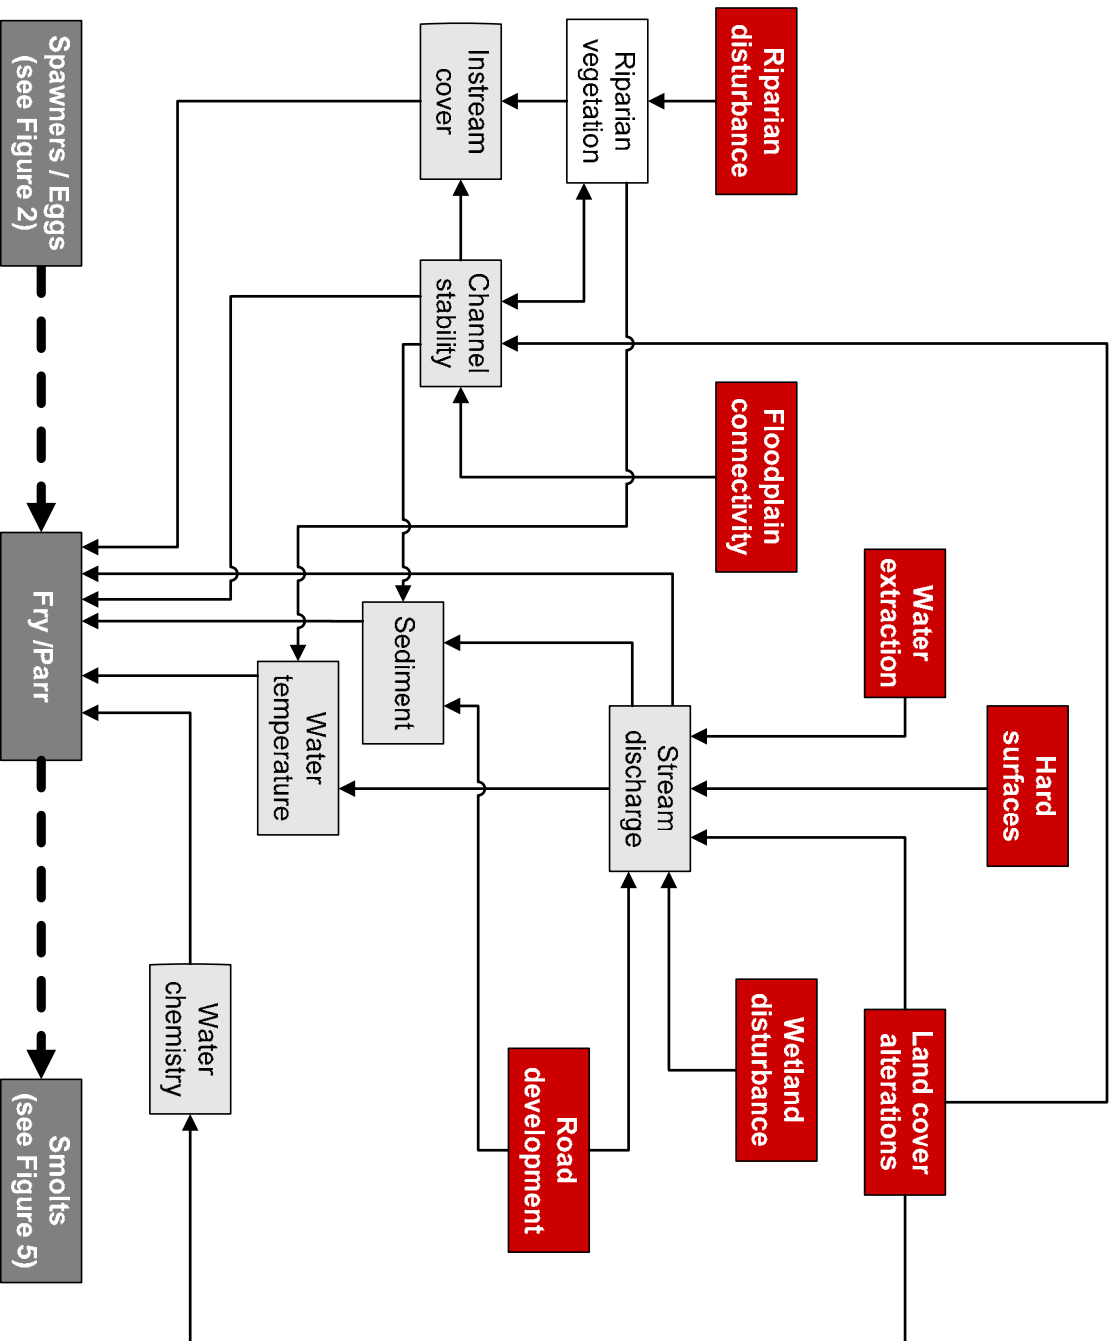 Hard
surfaces
Water
extraction
Land cover
alterations
Riparian
disturbance
Floodplain
connectivity
Wetland
disturbance
Riparian
vegetation
Stream
discharge
Road
development
Instream
cover
Channel
stability
Sediment
Water
temperature
Water
chemistry
Spawners / Eggs
(see Figure 2)
Fry /Parr
Smolts
(see Figure 5)